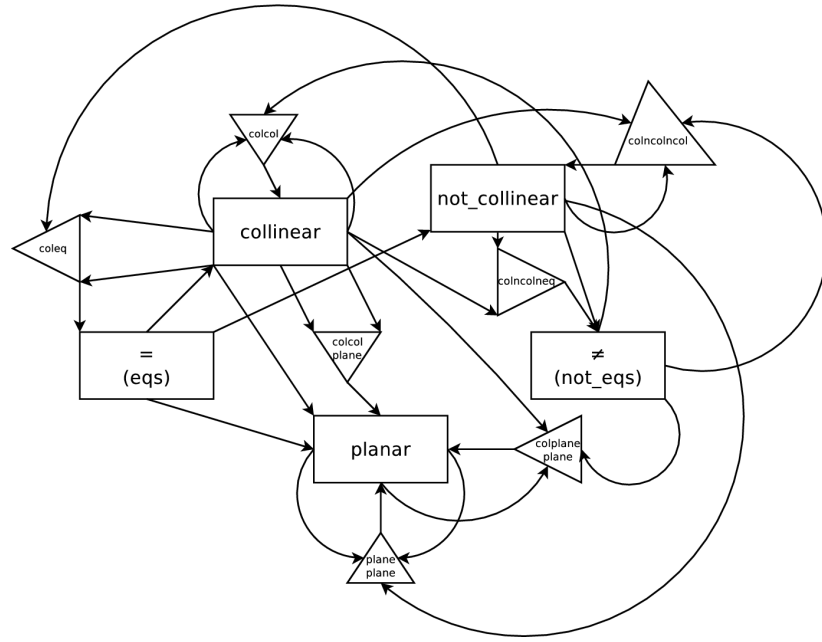 colcol
colncolncol
not_collinear
collinear
coleq
colncolneq
colcol
plane
=
(eqs)
≠
(not_eqs)
planar
colplane
plane
plane
plane